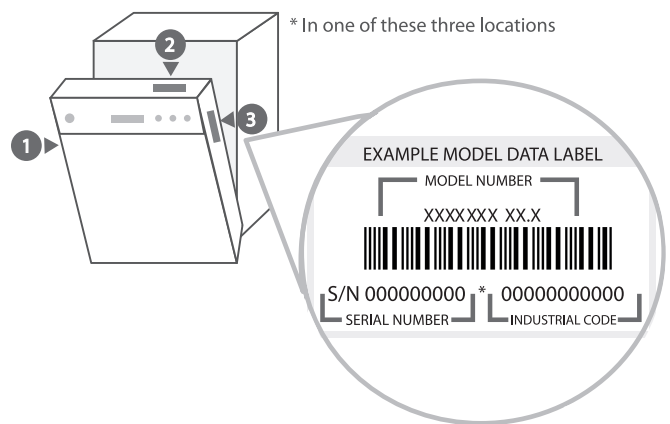 * In one of these three locations
2
3
1
EXAMPLE MODEL DATA LABEL
MODEL NUMBER
XXXXXXX XX.X
S/N 000000000 * 00000000000
SERIAL NUMBER INDUSTRIAL CODE